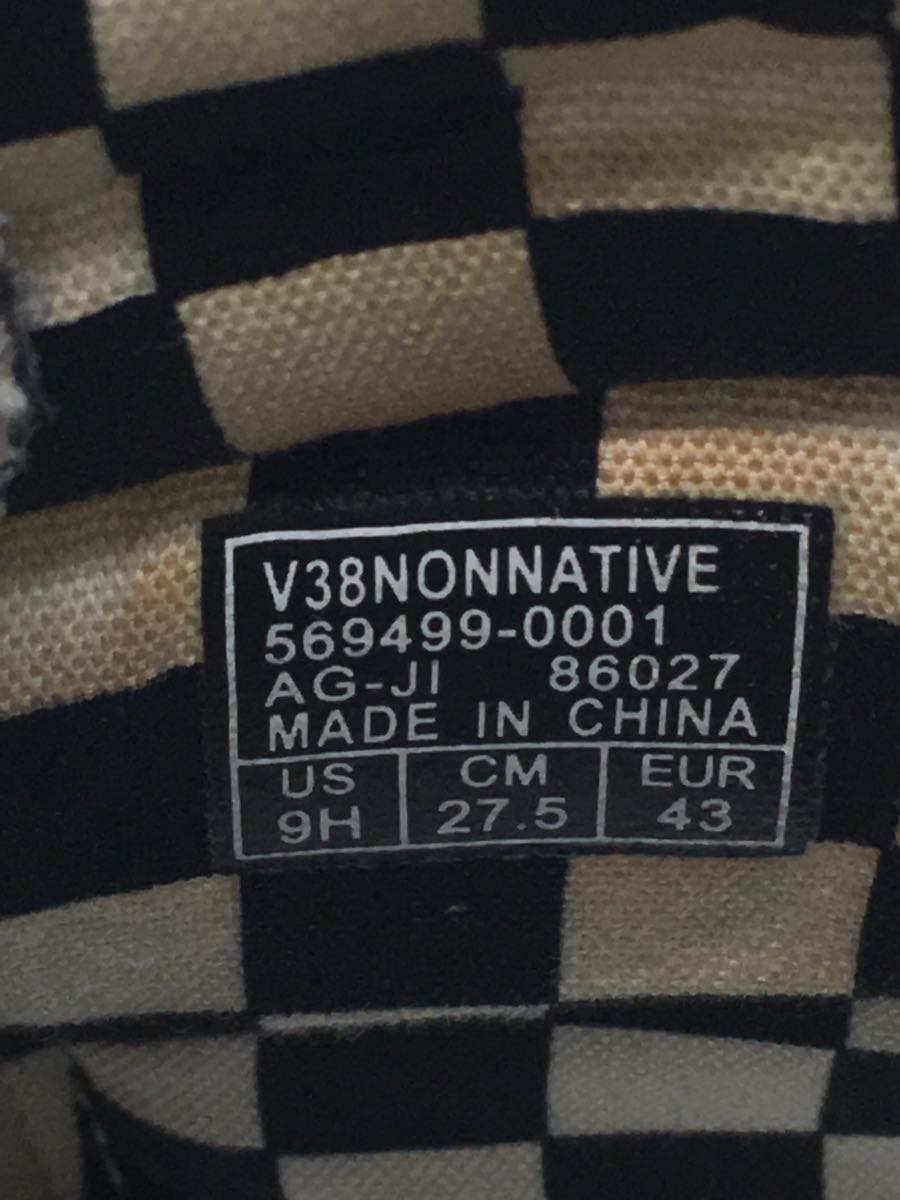 V38NONNATIVE
569499-0001
AG-JI 86027
MADE IN CHINA
US CM EUR
9H 27.5 43